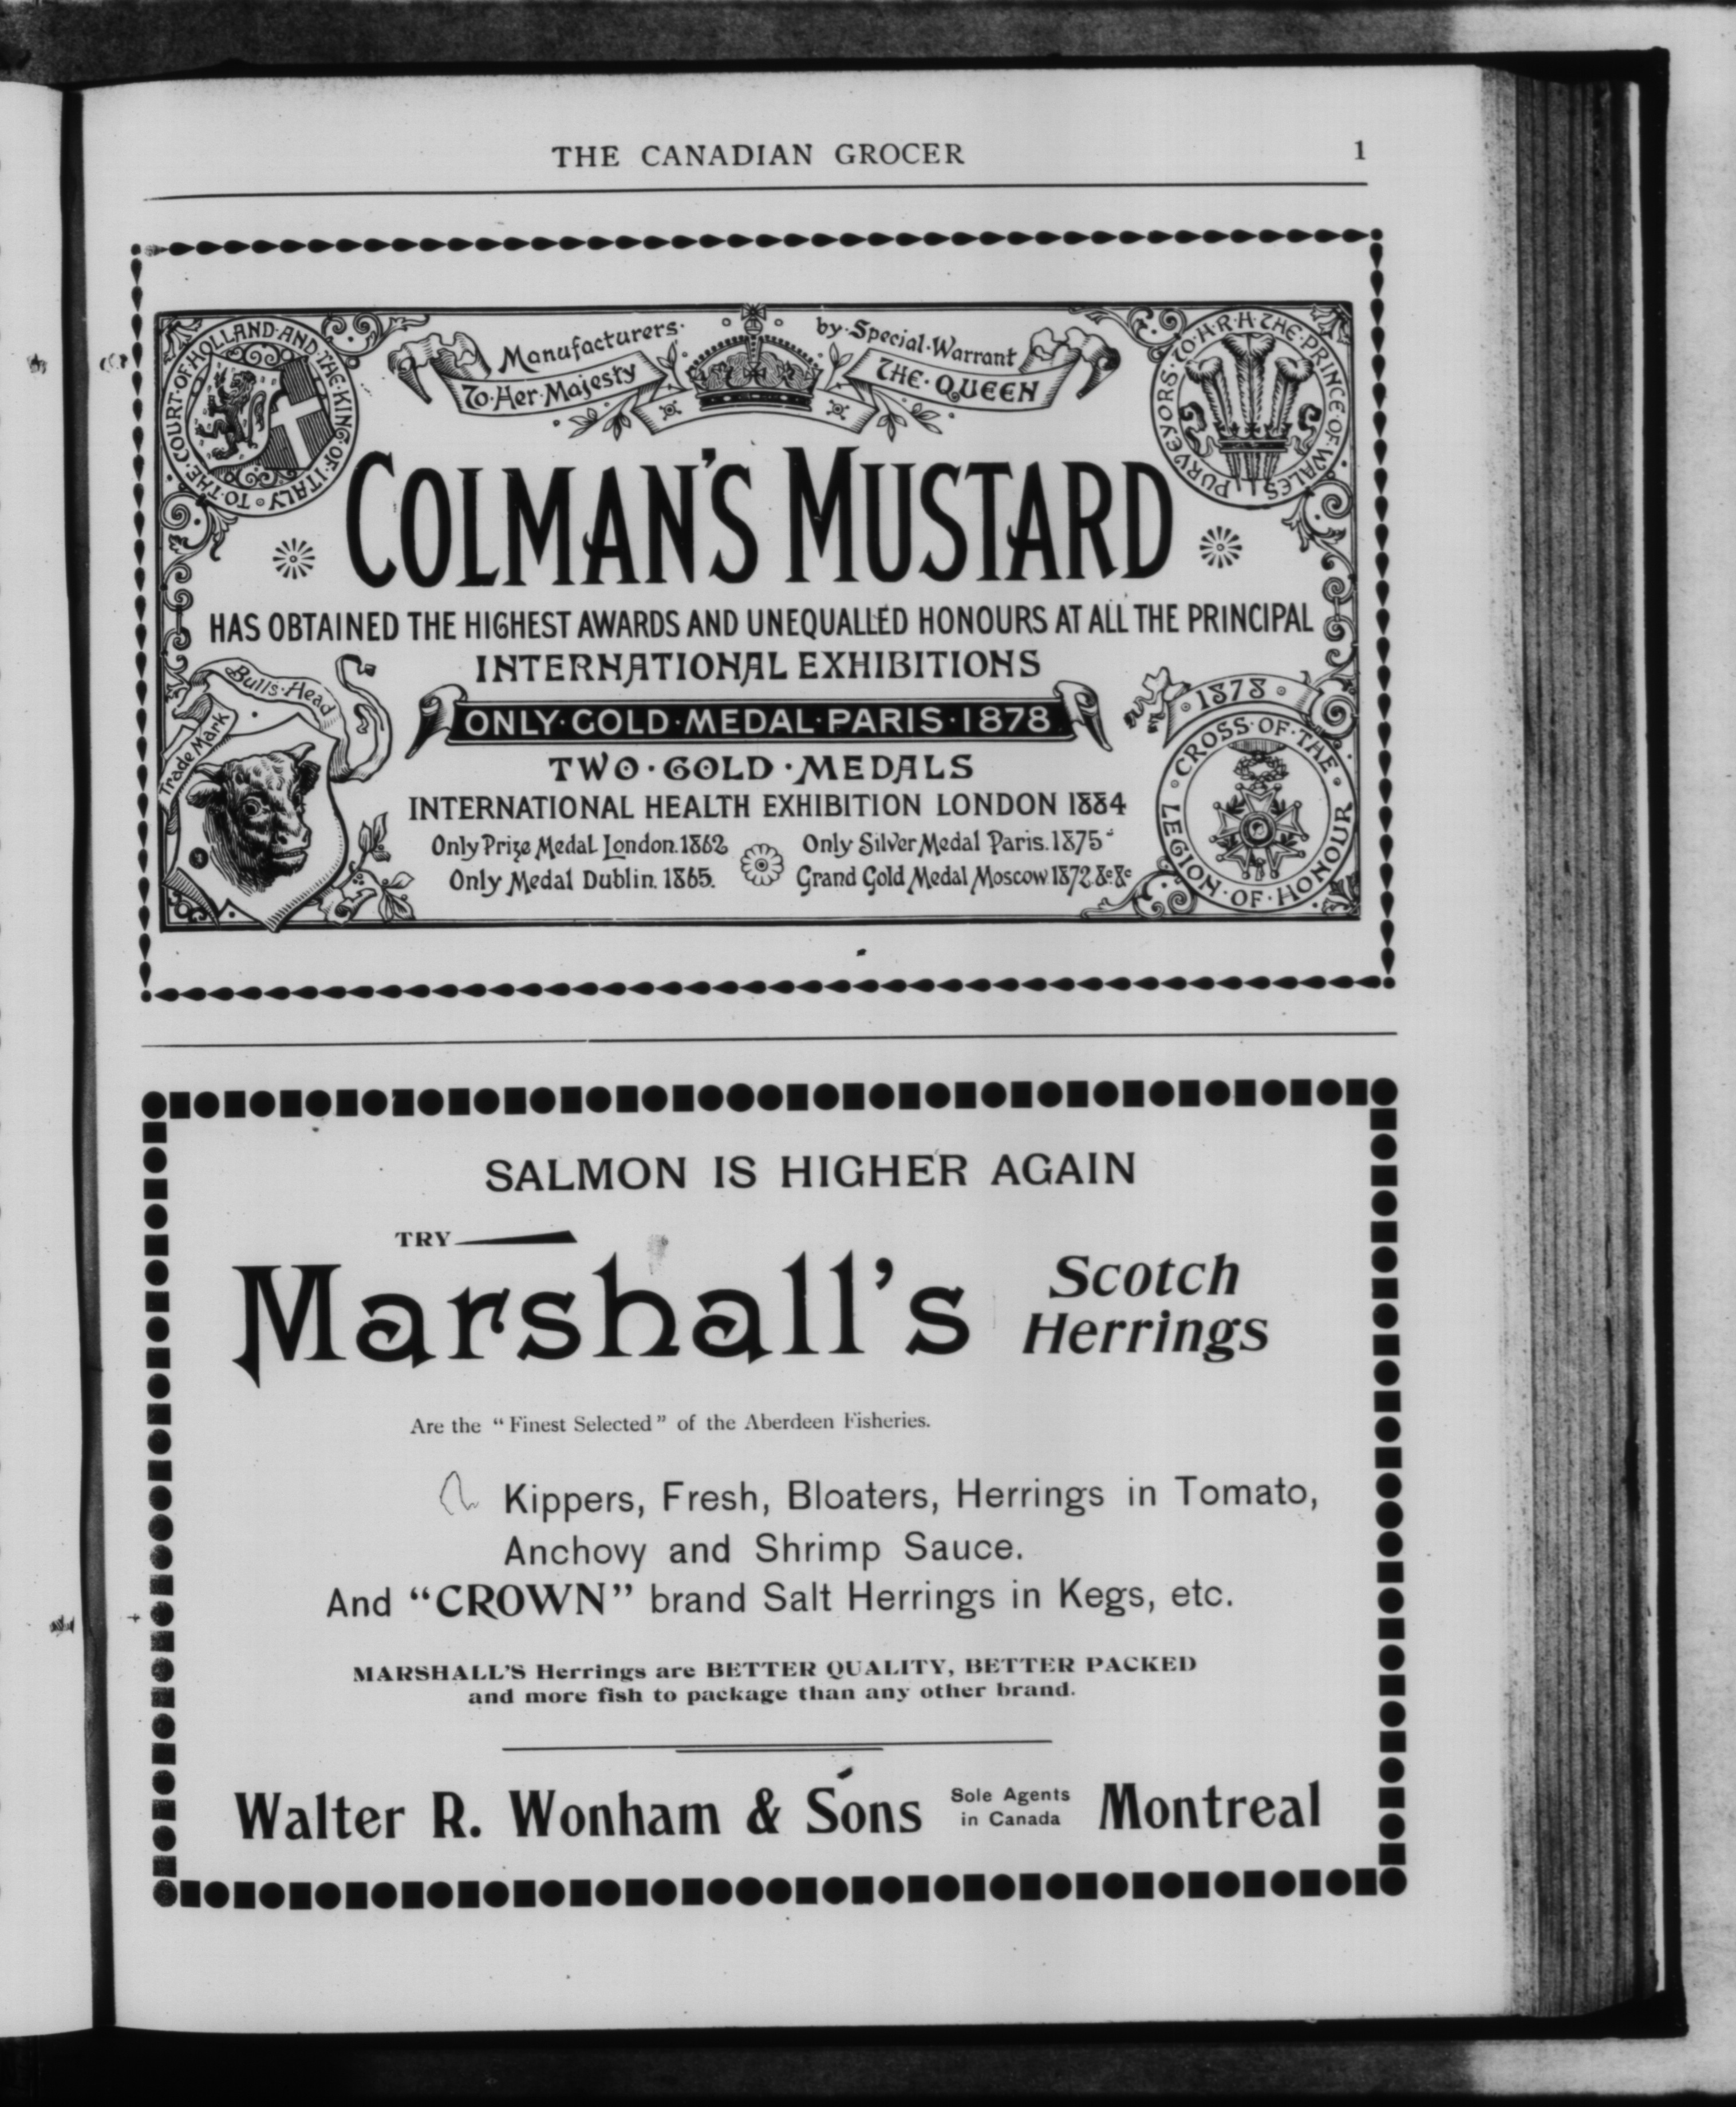 THE CANADIAN GROCER 1
TO·THE·COURT·OF·HOLLAND·AND·THE·KING·OF·ITALY
Manufacturers·
To·Her·Majesty
by·Special·Warrant
THE·QUEEN
PURVEYORS·TO·H·R·H·THE·PRINCE·OF·WALES
COLMAN'S MUSTARD
HAS OBTAINED THE HIGHEST AWARDS AND UNEQUALLED HONOURS AT ALL THE PRINCIPAL
INTERNATIONAL EXHIBITIONS
Bulls·Head
Trade Mark
ONLY·GOLD·MEDAL·PARIS·1878
TWO·GOLD·MEDALS
INTERNATIONAL HEALTH EXHIBITION LONDON 1884
Only Prize Medal London.1862
Only Silver Medal Paris.1875
Only Medal Dublin. 1865.
Grand Gold Medal Moscow 1872 &c &c
1878
CROSS·OF·THE
LEGION·OF·HONOUR
SALMON IS HIGHER AGAIN
TRY
Marshall's Scotch
Herrings
Are the "Finest Selected" of the Aberdeen Fisheries.
Kippers, Fresh, Bloaters, Herrings in Tomato,
Anchovy and Shrimp Sauce.
And "CROWN" brand Salt Herrings in Kegs, etc.
MARSHALL'S Herrings are BETTER QUALITY, BETTER PACKED
and more fish to package than any other brand.
Walter R. Wonham & Sons Sole Agents
in Canada Montreal